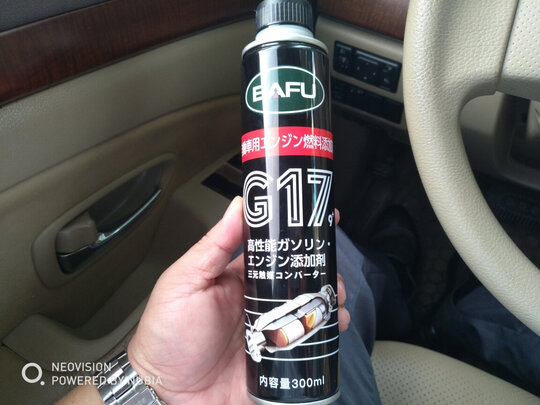 BAFU
車用エンジン燃料添加
G17
高性能ガソリン・
エンジン添加剤
三元触媒コンバーター
内容量300ml
NEOVISION
POWERED BY NUBIA